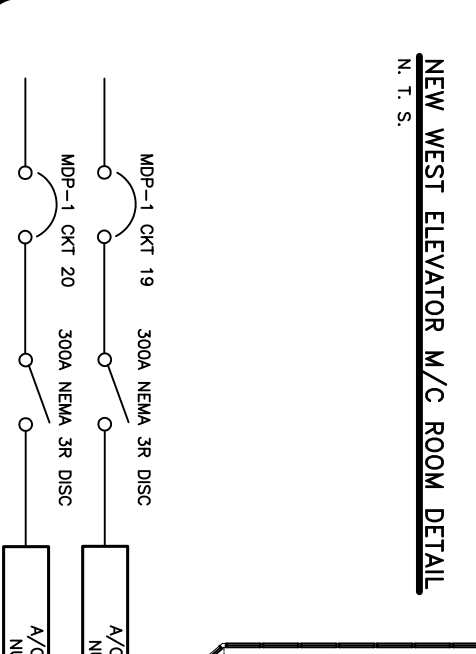 NEW WEST ELEVATOR M/C ROOM DETAIL
N. T. S.
MDP-1 CKT 19
300A NEMA 3R DISC
MDP-1 CKT 20
300A NEMA 3R DISC